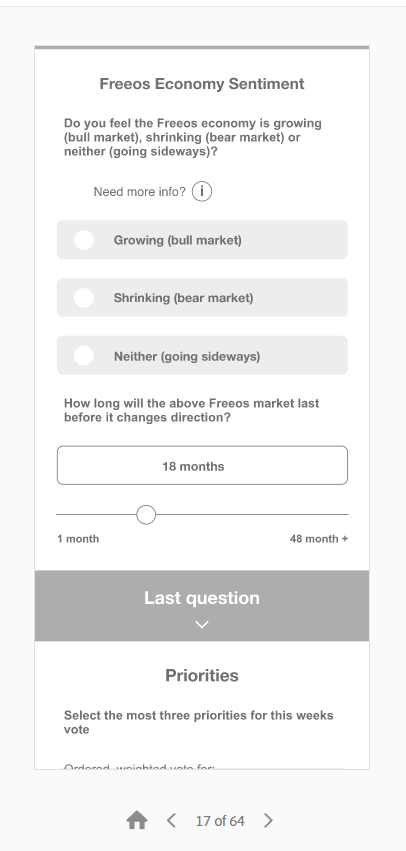 Freeos Economy Sentiment
Do you feel the Freeos economy is growing
(bull market), shrinking (bear market) or
neither (going sideways)?
Need more info? i
Growing (bull market)
Shrinking (bear market)
Neither (going sideways)
How long will the above Freeos market last
before it changes direction?
18 months
1 month 48 month +
Last question
Priorities
Select the most three priorities for this weeks
vote
Ordered, weighted vote for:
17 of 64